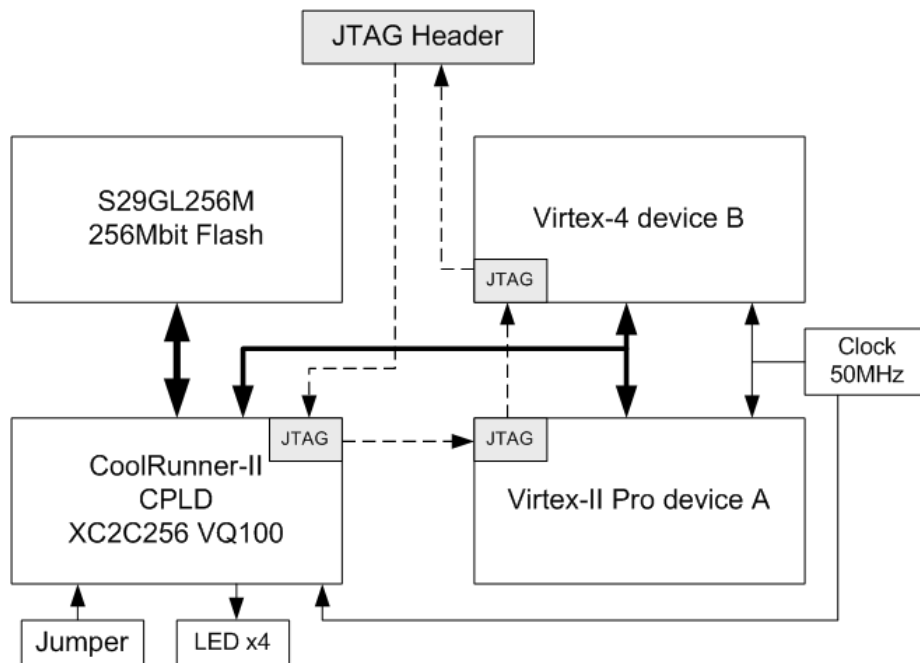 JTAG Header
S29GL256M
256Mbit Flash
Virtex-4 device B
JTAG
Clock
50MHz
JTAG
JTAG
CoolRunner-II
CPLD
XC2C256 VQ100
Virtex-II Pro device A
Jumper
LED x4